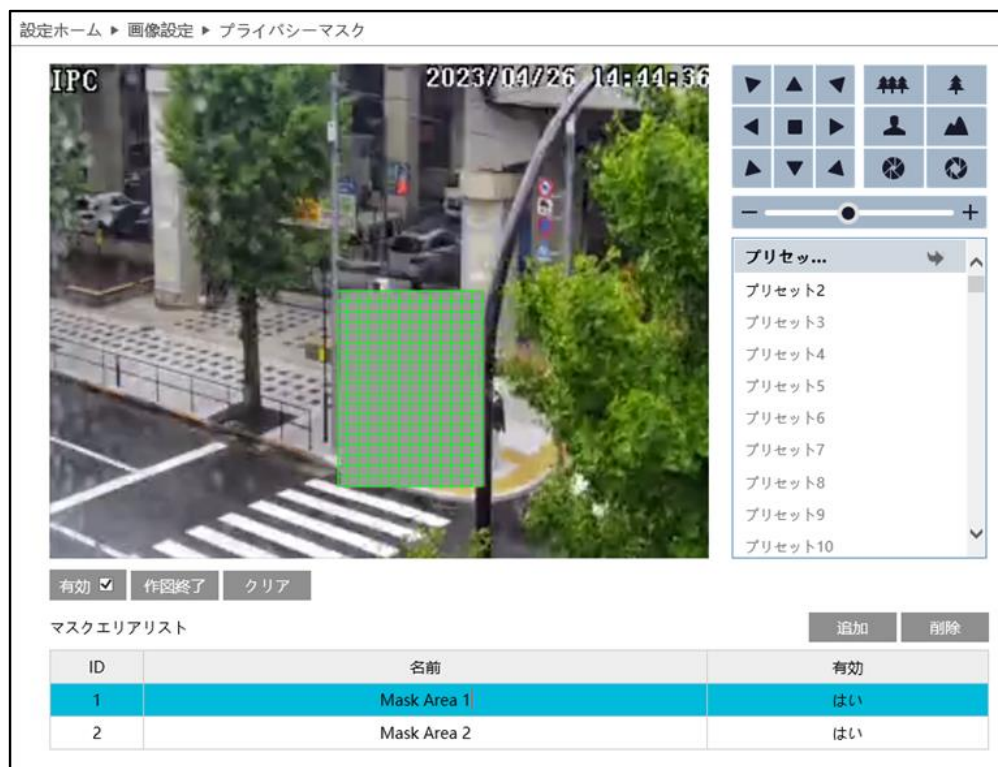 設定ホーム ▶ 画像設定 ▶ プライバシーマスク
IPC 2023/04/26 14:44:36
プリセッ...
プリセット2
プリセット3
プリセット4
プリセット5
プリセット6
プリセット7
プリセット8
プリセット9
プリセット10
有効 作図終了 クリア
マスクエリアリスト 追加 削除
ID 名前 有効
1 Mask Area 1 はい
2 Mask Area 2 はい